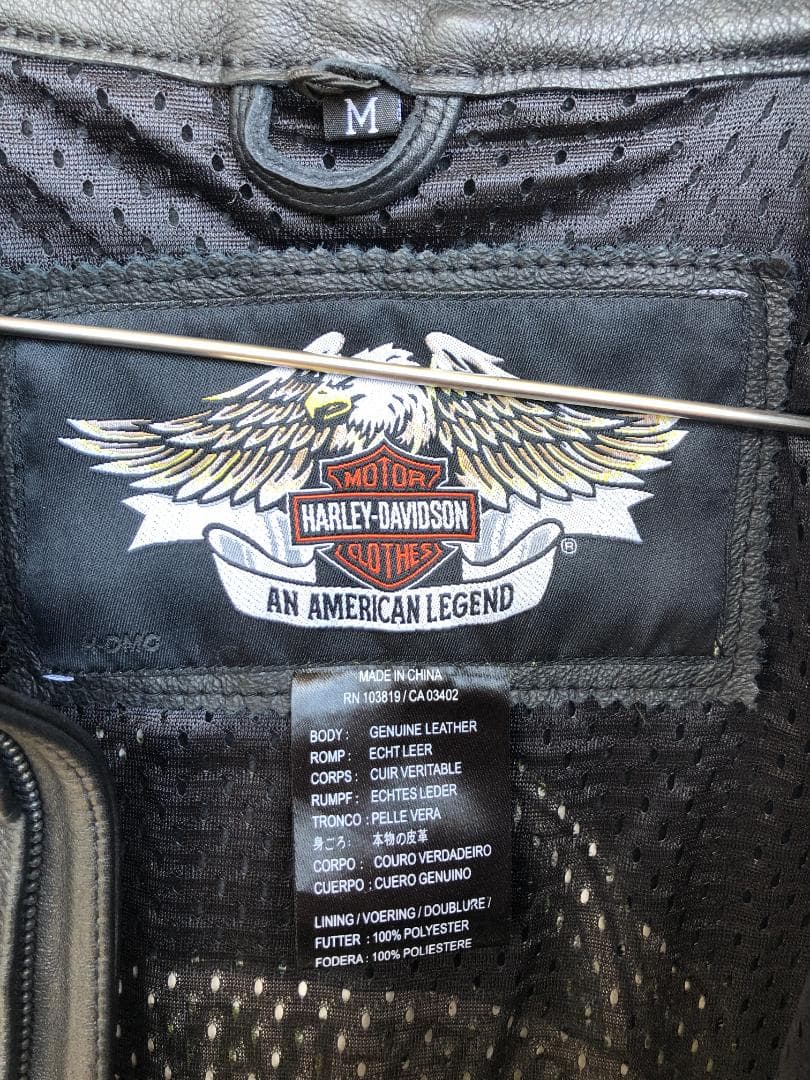 M
MOTOR
HARLEY-DAVIDSON
CLOTHES
®
AN AMERICAN LEGEND
H-DMC
MADE IN CHINA
RN 103819 / CA 03402
BODY : GENUINE LEATHER
ROMP : ECHT LEER
CORPS : CUIR VERITABLE
RUMPF : ECHTES LEDER
TRONCO : PELLE VERA
身ごろ: 本物の皮革
CORPO : COURO VERDADEIRO
CUERPO : CUERO GENUINO
LINING / VOERING / DOUBLURE /
FUTTER : 100% POLYESTER
FODERA : 100% POLIESTERE